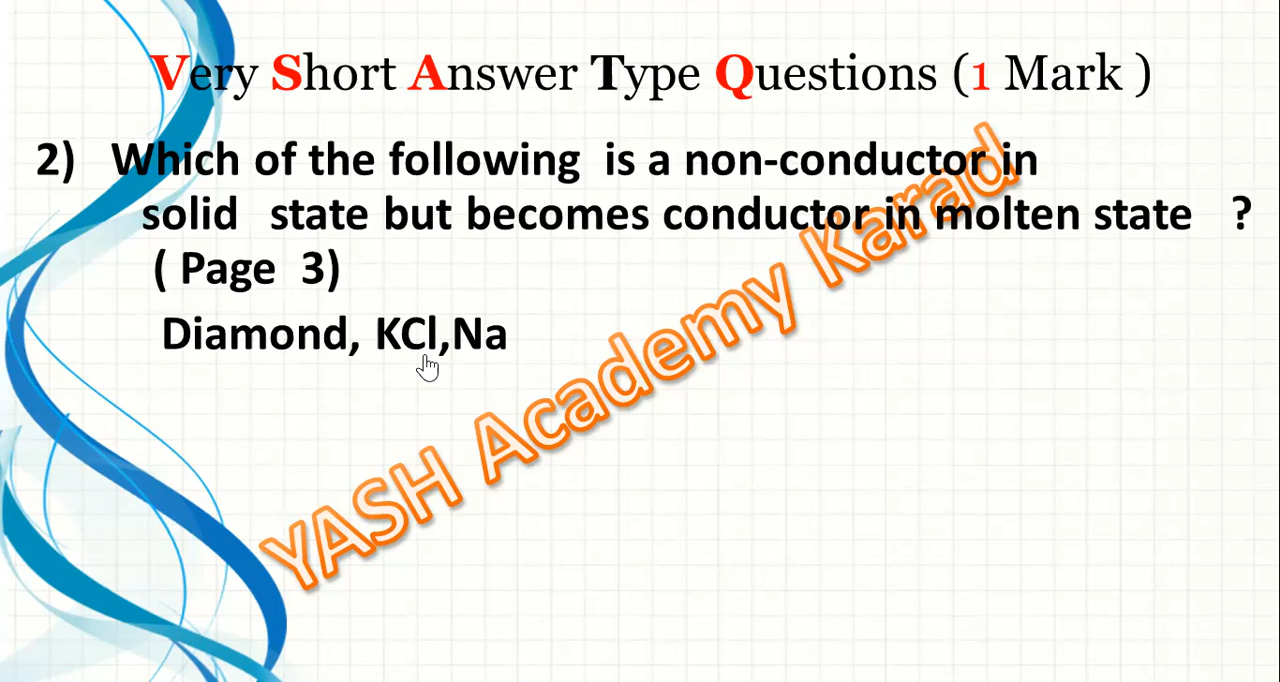 Very Short Answer Type Questions (1 Mark )
2) Which of the following is a non-conductor in
solid state but becomes conductor in molten state ?
( Page 3)
Diamond, KCl,Na
YASH Academy Karad